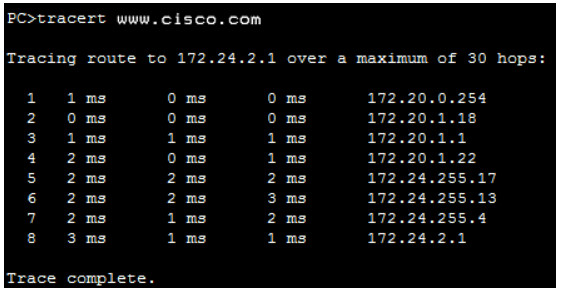 PC>tracert www.cisco.com
Tracing route to 172.24.2.1 over a maximum of 30 hops:
1 1 ms 0 ms 0 ms 172.20.0.254
2 0 ms 0 ms 0 ms 172.20.1.18
3 1 ms 1 ms 1 ms 172.20.1.1
4 2 ms 0 ms 1 ms 172.20.1.22
5 2 ms 2 ms 2 ms 172.24.255.17
6 2 ms 2 ms 3 ms 172.24.255.13
7 2 ms 1 ms 2 ms 172.24.255.4
8 3 ms 1 ms 1 ms 172.24.2.1
Trace complete.